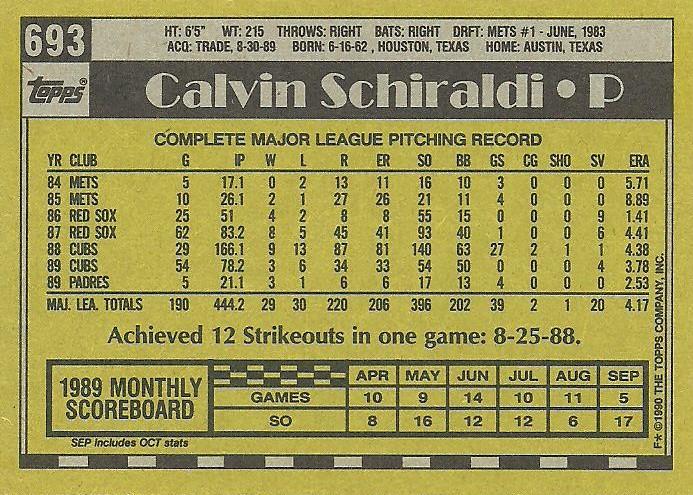 693
HT: 6'5" WT: 215 THROWS: RIGHT BATS: RIGHT DRFT: METS #1 - JUNE, 1983
ACQ: TRADE, 8-30-89 BORN: 6-16-62 , HOUSTON, TEXAS HOME: AUSTIN, TEXAS
TOPPS®
Calvin Schiraldi • P
COMPLETE MAJOR LEAGUE PITCHING RECORD
YR CLUB G IP W L R ER SO BB GS CG SHO SV ERA
84 METS 5 17.1 0 2 13 11 16 10 3 0 0 0 5.71
85 METS 10 26.1 2 1 27 26 21 11 4 0 0 0 8.89
86 RED SOX 25 51 4 2 8 8 55 15 0 0 0 9 1.41
87 RED SOX 62 83.2 8 5 45 41 93 40 1 0 0 6 4.41
88 CUBS 29 166.1 9 13 87 81 140 63 27 2 1 1 4.38
89 CUBS 54 78.2 3 6 34 33 54 50 0 0 0 4 3.78
89 PADRES 5 21.1 3 1 6 6 17 13 4 0 0 0 2.53
MAJ. LEA. TOTALS 190 444.2 29 30 220 206 396 202 39 2 1 20 4.17
Achieved 12 Strikeouts in one game: 8-25-88.
1989 MONTHLY
SCOREBOARD
APR MAY JUN JUL AUG SEP
GAMES 10 9 14 10 11 5
SO 8 16 12 12 6 17
SEP includes OCT stats
F* ©1990 THE TOPPS COMPANY, INC.